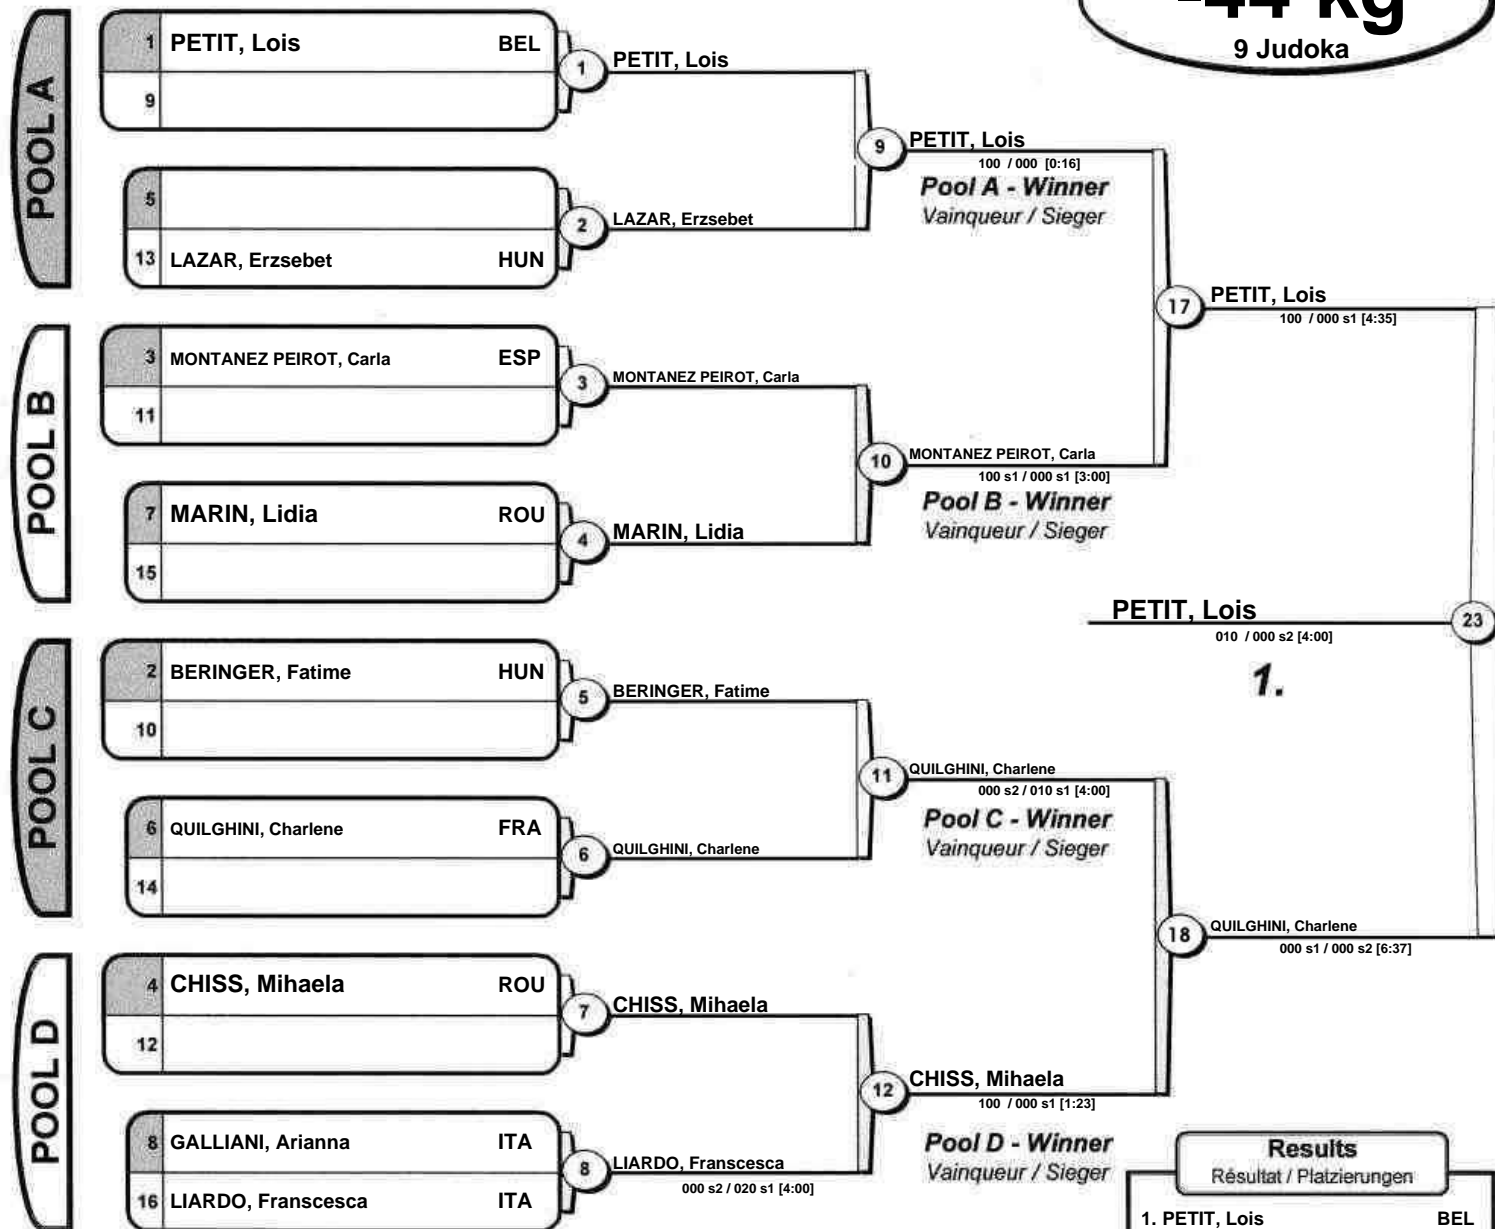 -44 kg
9 Judoka
POOL A
1 PETIT, Lois BEL
9
5
13 LAZAR, Erzsebet HUN
1 PETIT, Lois
2 LAZAR, Erzsebet
9 PETIT, Lois
100 / 000 [0:16]
Pool A - Winner
Vainqueur / Sieger
POOL B
3 MONTANEZ PEIROT, Carla ESP
11
7 MARIN, Lidia ROU
15
3 MONTANEZ PEIROT, Carla
4 MARIN, Lidia
10 MONTANEZ PEIROT, Carla
100 s1 / 000 s1 [3:00]
Pool B - Winner
Vainqueur / Sieger
17 PETIT, Lois
100 / 000 s1 [4:35]
PETIT, Lois 23
010 / 000 s2 [4:00]
1.
POOL C
2 BERINGER, Fatime HUN
10
6 QUILGHINI, Charlene FRA
14
5 BERINGER, Fatime
6 QUILGHINI, Charlene
11 QUILGHINI, Charlene
000 s2 / 010 s1 [4:00]
Pool C - Winner
Vainqueur / Sieger
18 QUILGHINI, Charlene
000 s1 / 000 s2 [6:37]
POOL D
4 CHISS, Mihaela ROU
12
8 GALLIANI, Arianna ITA
16 LIARDO, Franscesca ITA
7 CHISS, Mihaela
8 LIARDO, Franscesca
000 s2 / 020 s1 [4:00]
12 CHISS, Mihaela
100 / 000 s1 [1:23]
Pool D - Winner
Vainqueur / Sieger
Results
Résultat / Platzierungen
1. PETIT, Lois BEL